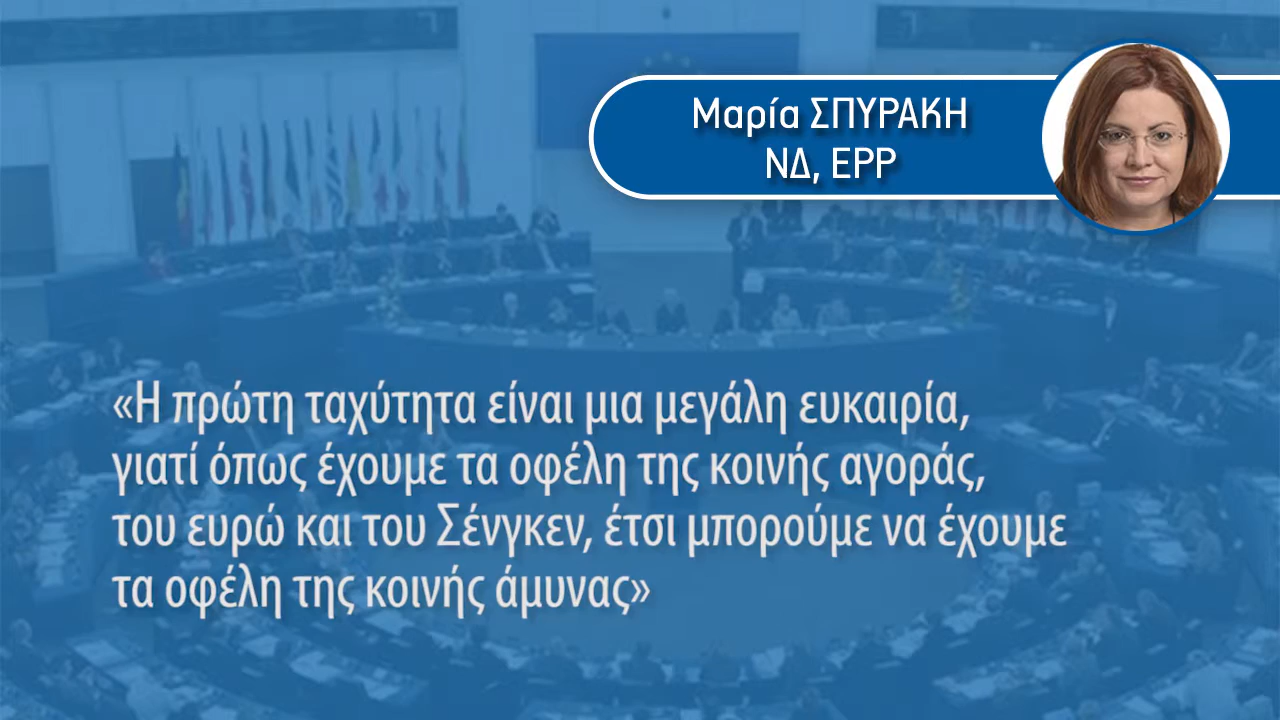 Μαρία ΣΠΥΡΑΚΗ
ΝΔ, EPP
«Η πρώτη ταχύτητα είναι μια μεγάλη ευκαιρία,
γιατί όπως έχουμε τα οφέλη της κοινής αγοράς,
του ευρώ και του Σένγκεν, έτσι μπορούμε να έχουμε
τα οφέλη της κοινής άμυνας»